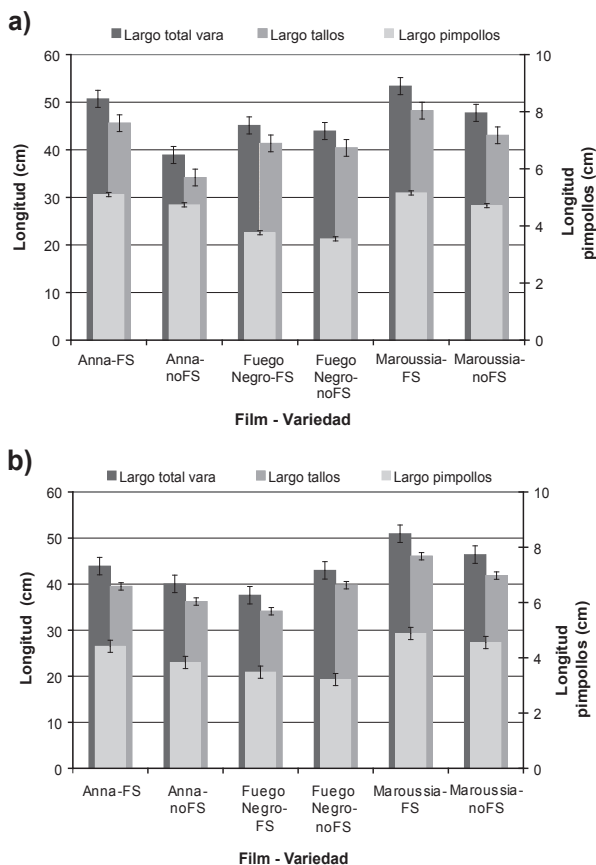 a)
Largo total vara Largo tallos Largo pimpollos
60
50
40
30
20
10
0
Longitud (cm)
10
8
6
4
2
0
Longitud
pimpollos (cm)
Anna-FS
Anna-
noFS
Fuego
Negro-FS
Fuego
Negro-
noFS
Maroussia-
FS
Maroussia-
noFS
Film - Variedad
b)
Largo total vara Largo tallos Largo pimpollos
60
50
40
30
20
10
0
Longitud (cm)
10
8
6
4
2
0
Longitud
pimpollos (cm)
Anna-FS
Anna-
noFS
Fuego
Negro-
FS
Fuego
Negro-
noFS
Maroussia-
FS
Maroussia-
noFS
Film - Variedad